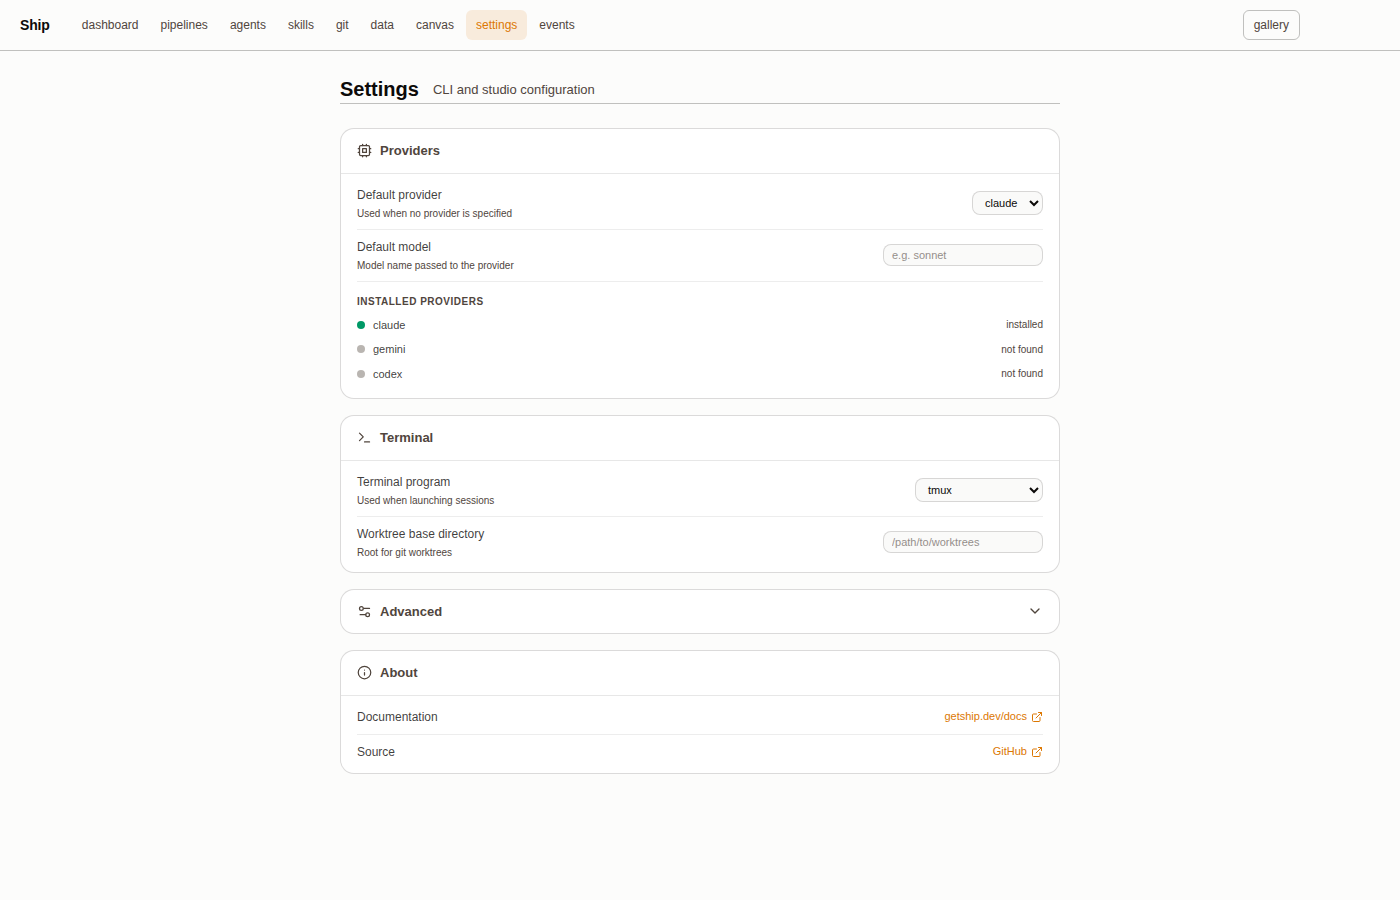 Ship
dashboard
pipelines
agents
skills
git
data
canvas
settings
events
gallery
Settings
CLI and studio configuration
Providers
Default provider
Used when no provider is specified
claude
Default model
Model name passed to the provider
e.g. sonnet
INSTALLED PROVIDERS
claude
installed
gemini
not found
codex
not found
Terminal
Terminal program
Used when launching sessions
tmux
Worktree base directory
Root for git worktrees
/path/to/worktrees
Advanced
About
Documentation
getship.dev/docs
Source
GitHub